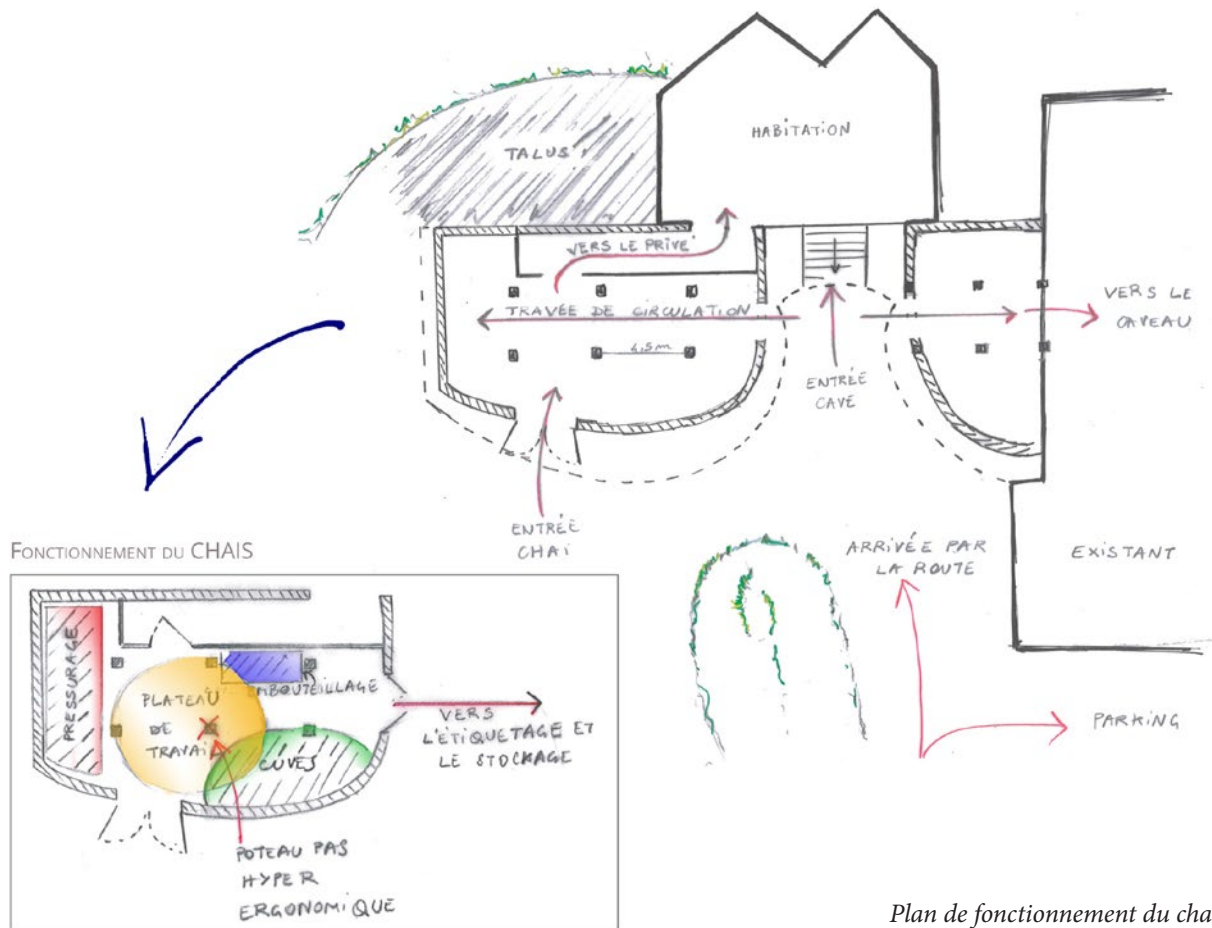 HABITATION
TALUS
VERS LE PRIVÉ
TRAVÉE DE CIRCULATION
4.5m
VERS LE
CAVEAU
ENTRÉE
CAVE
ENTRÉE
CHAI
ARRIVÉE PAR
LA ROUTE
EXISTANT
PARKING
FONCTIONNEMENT DU CHAIS
PRESSURAGE
PLATEAU
DE
TRAVAI
EMBOUTEILLAGE
CUVES
VERS
L'ÉTIQUETAGE ET
LE STOCKAGE
POTEAU PAS
HYPER
ERGONOMIQUE
Plan de fonctionnement du cha